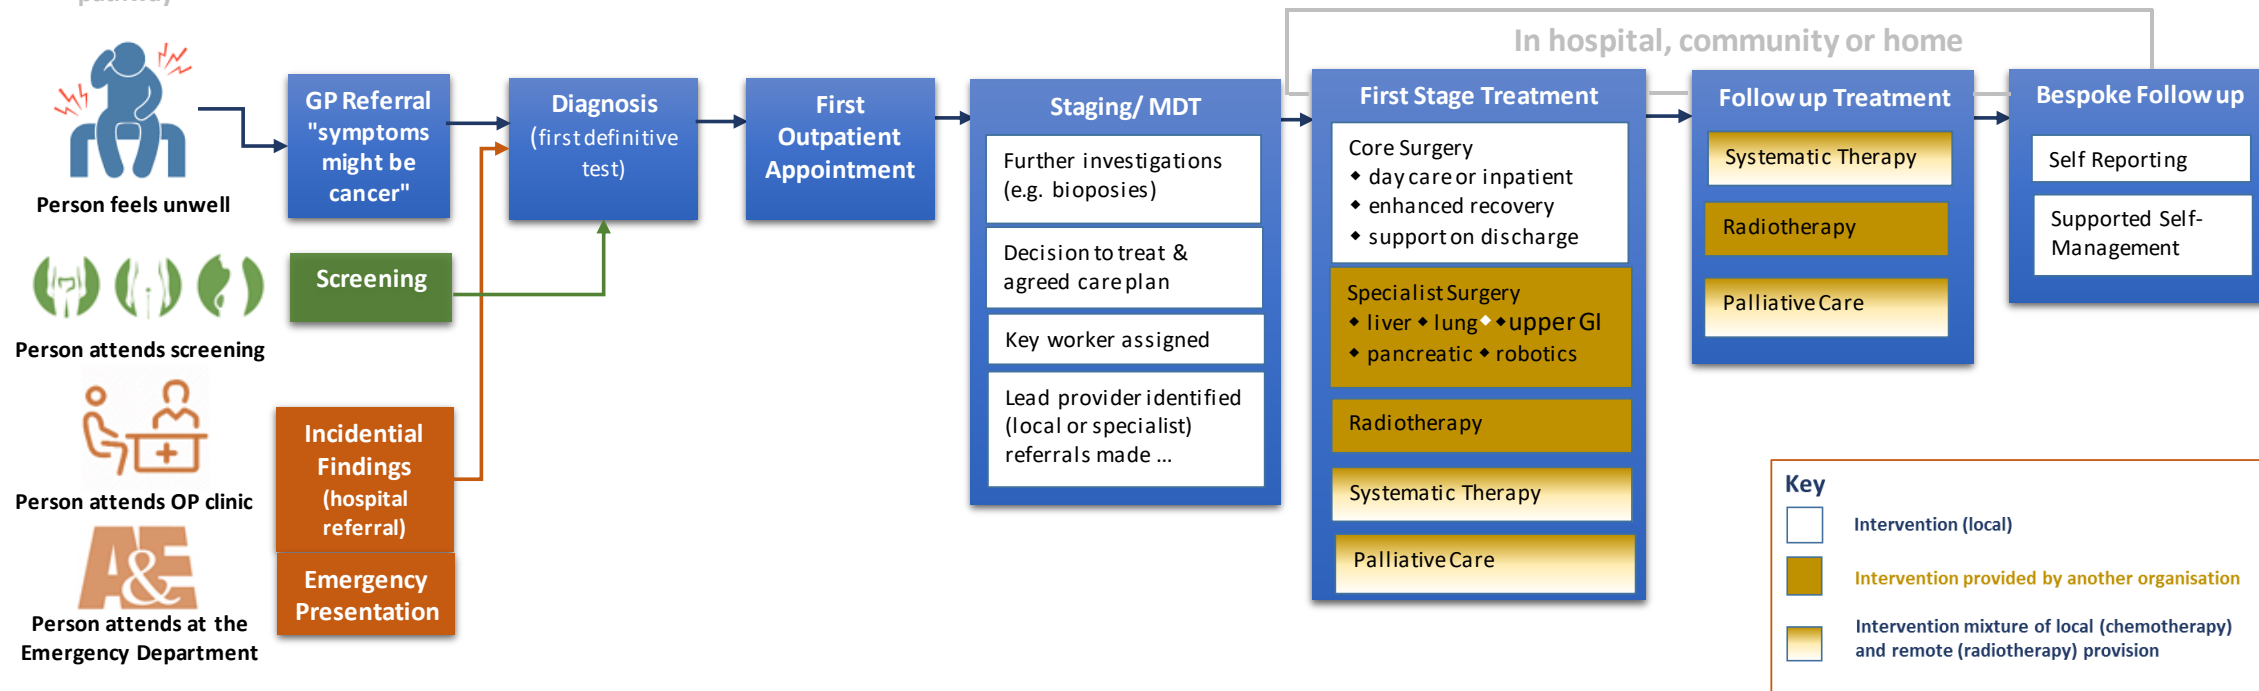 pathway
In hospital, community or home
Person feels unwell
GP Referral
"symptoms
might be
cancer"
Diagnosis
(first definitive
test)
First
Outpatient
Appointment
Staging/ MDT
Further investigations
(e.g. bioposies)
Decision to treat &
agreed care plan
Key worker assigned
Lead provider identified
(local or specialist)
referrals made ...
First Stage Treatment
Core Surgery
◆ day care or inpatient
◆ enhanced recovery
◆ support on discharge
Specialist Surgery
◆ liver ◆ lung ◆ ◆ upper GI
◆ pancreatic ◆ robotics
Radiotherapy
Systematic Therapy
Palliative Care
Follow up Treatment
Systematic Therapy
Radiotherapy
Palliative Care
Bespoke Follow up
Self Reporting
Supported Self-
Management
Person attends screening
Screening
Person attends OP clinic
Incidential
Findings
(hospital
referral)
A&E
Person attends at the
Emergency Department
Emergency
Presentation
Key
Intervention (local)
Intervention provided by another organisation
Intervention mixture of local (chemotherapy)
and remote (radiotherapy) provision